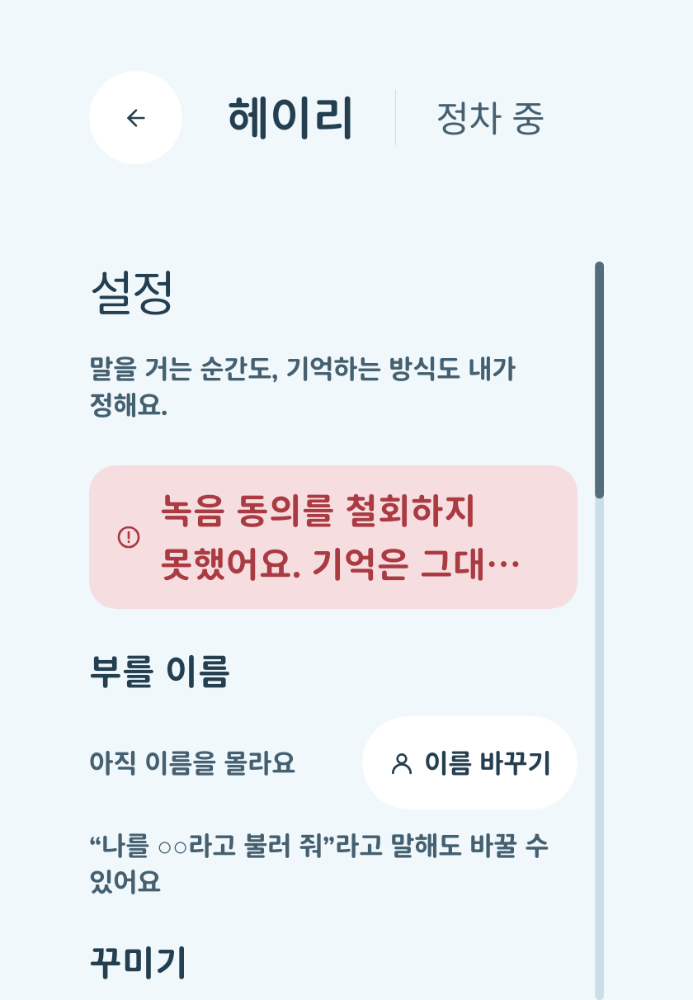 헤이리
정차 중
설정
말을 거는 순간도, 기억하는 방식도 내가
정해요.
녹음 동의를 철회하지
못했어요. 기억은 그대…
부를 이름
아직 이름을 몰라요
이름 바꾸기
“나를 ○○라고 불러 줘”라고 말해도 바꿀 수
있어요
꾸미기